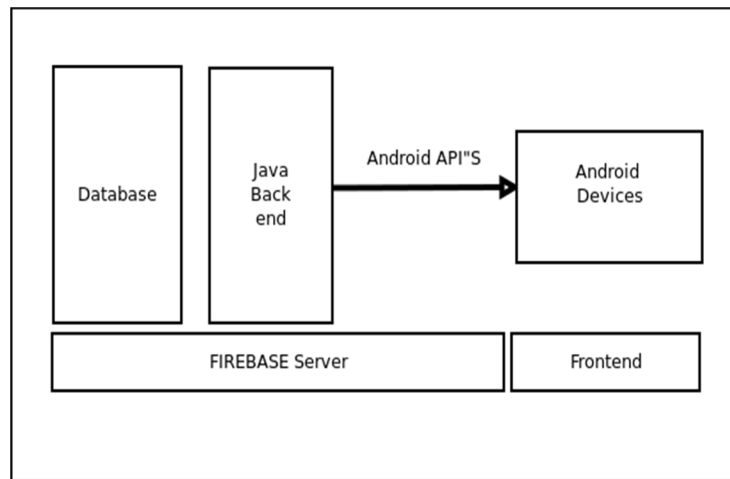 Database
Java
Back
end
Android API"S
Android
Devices
FIREBASE Server
Frontend